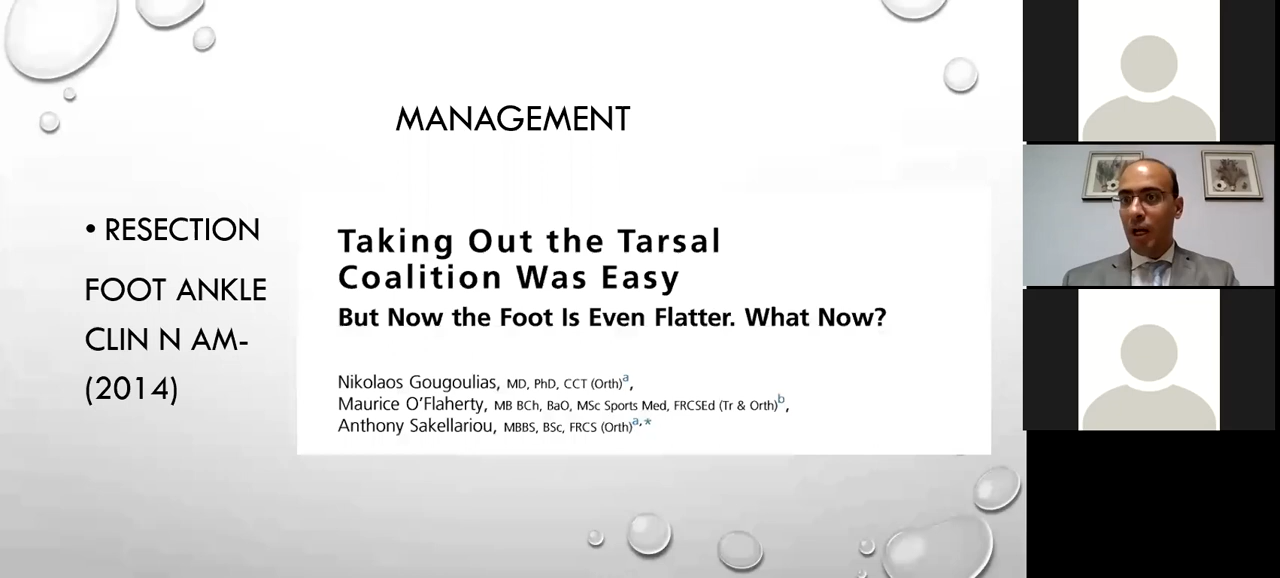 MANAGEMENT
• RESECTION
FOOT ANKLE
CLIN N AM-
(2014)
Taking Out the Tarsal
Coalition Was Easy
But Now the Foot Is Even Flatter. What Now?
Nikolaos Gougoulias, MD, PhD, CCT (Orth)a,
Maurice O'Flaherty, MB BCh, BaO, MSc Sports Med, FRCSEd (Tr & Orth)b,
Anthony Sakellariou, MBBS, BSc, FRCS (Orth)a,*